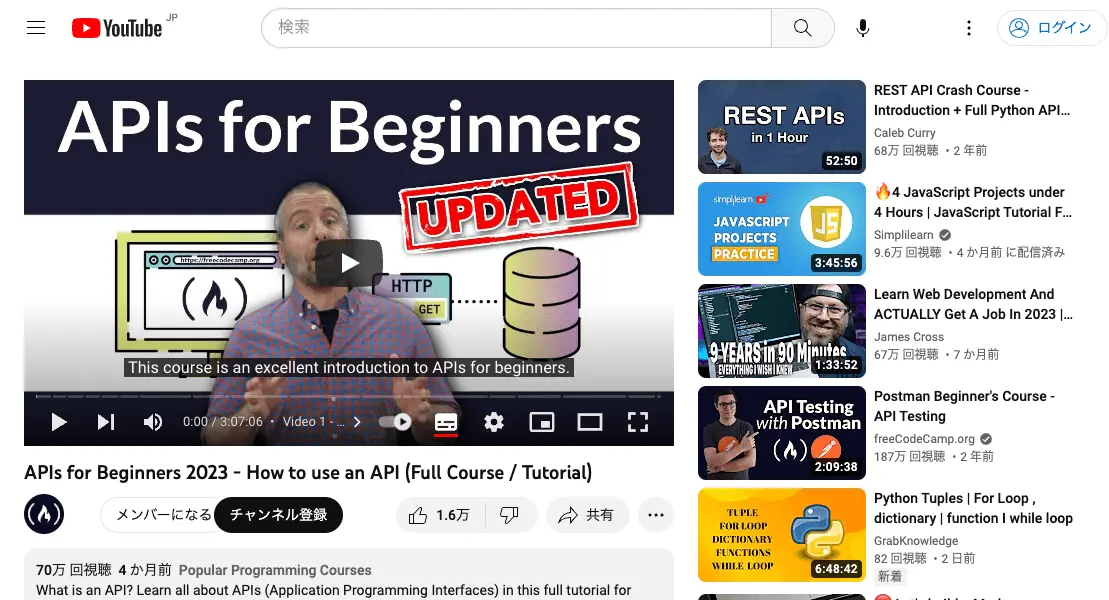 YouTube JP
検索
ログイン
APIs for Beginners
UPDATED
https://freecodecamp.org
HTTP
GET
This course is an excellent introduction to APIs for beginners.
0:00 / 3:07:06 • Video 1 - ...
APIs for Beginners 2023 - How to use an API (Full Course / Tutorial)
メンバーになる
チャンネル登録
1.6万
共有
70万 回視聴 4 か月前 Popular Programming Courses
What is an API? Learn all about APIs (Application Programming Interfaces) in this full tutorial for
REST APIs
in 1 Hour
52:50
REST API Crash Course -
Introduction + Full Python API...
Caleb Curry
68万 回視聴 • 2 年前
simplilearn
JAVASCRIPT
PROJECTS
PRACTICE
JS
3:45:56
🔥4 JavaScript Projects under
4 Hours | JavaScript Tutorial F...
Simplilearn
9.6万 回視聴 • 4 か月前 に配信済み
9 YEARS in 90 Minutes
EVERYTHING I WISH I KNEW
1:33:52
Learn Web Development And
ACTUALLY Get A Job In 2023 |...
James Cross
67万 回視聴 • 7 か月前
API Testing
with Postman
2:09:38
Postman Beginner's Course -
API Testing
freeCodeCamp.org
187万 回視聴 • 2 年前
TUPLE
FOR LOOP
DICTIONARY
FUNCTIONS
WHILE LOOP
6:48:42
Python Tuples | For Loop ,
dictionary | function I while loop
GrabKnowledge
82 回視聴 • 2 日前
新着